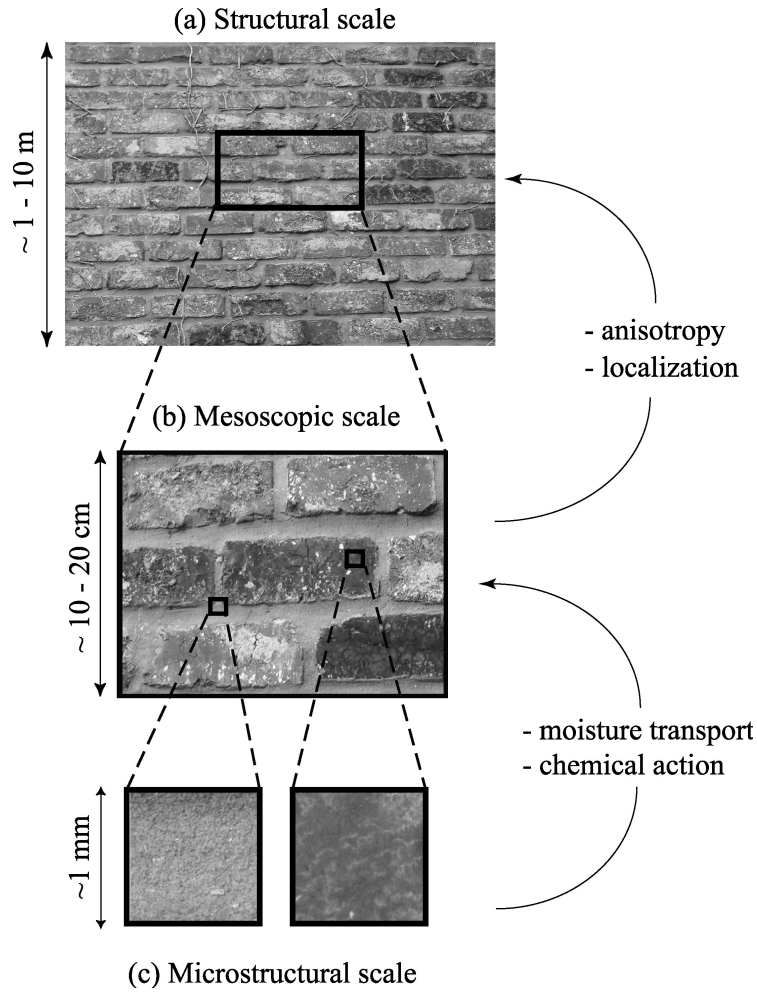 (a) Structural scale
~ 1 - 10 m
- anisotropy
- localization
(b) Mesoscopic scale
~ 10 - 20 cm
- moisture transport
- chemical action
~1 mm
(c) Microstructural scale